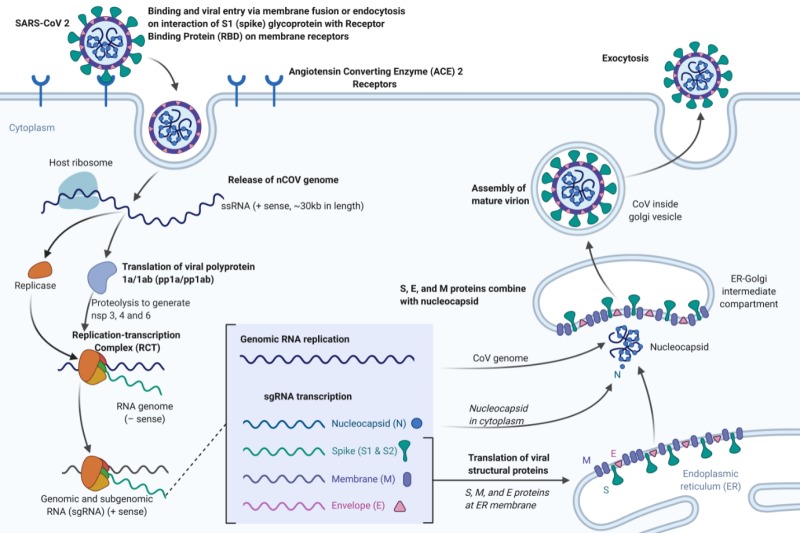 SARS-CoV 2
Binding and viral entry via membrane fusion or endocytosis
on interaction of S1 (spike) glycoprotein with Receptor
Binding Protein (RBD) on membrane receptors
Angiotensin Converting Enzyme (ACE) 2
Receptors
Exocytosis
Cytoplasm
Host ribosome
Release of nCOV genome
ssRNA (+ sense, ~30kb in length)
Assembly of
mature virion
CoV inside
golgi vesicle
Replicase
Translation of viral polyprotein
1a/1ab (pp1a/pp1ab)
Proteolysis to generate
nsp 3, 4 and 6
S, E, and M proteins combine
with nucleocapsid
ER-Golgi
intermediate
compartment
Replication-transcription
Complex (RCT)
RNA genome
(– sense)
Genomic RNA replication
CoV genome
Nucleocapsid
N
sgRNA transcription
Nucleocapsid (N)
Nucleocapsid
in cytoplasm
Spike (S1 & S2)
Membrane (M)
Envelope (E)
Translation of viral
structural proteins
S, M, and E proteins
at ER membrane
M
E
S
Endoplasmic
reticulum (ER)
Genomic and subgenomic
RNA (sgRNA) (+ sense)